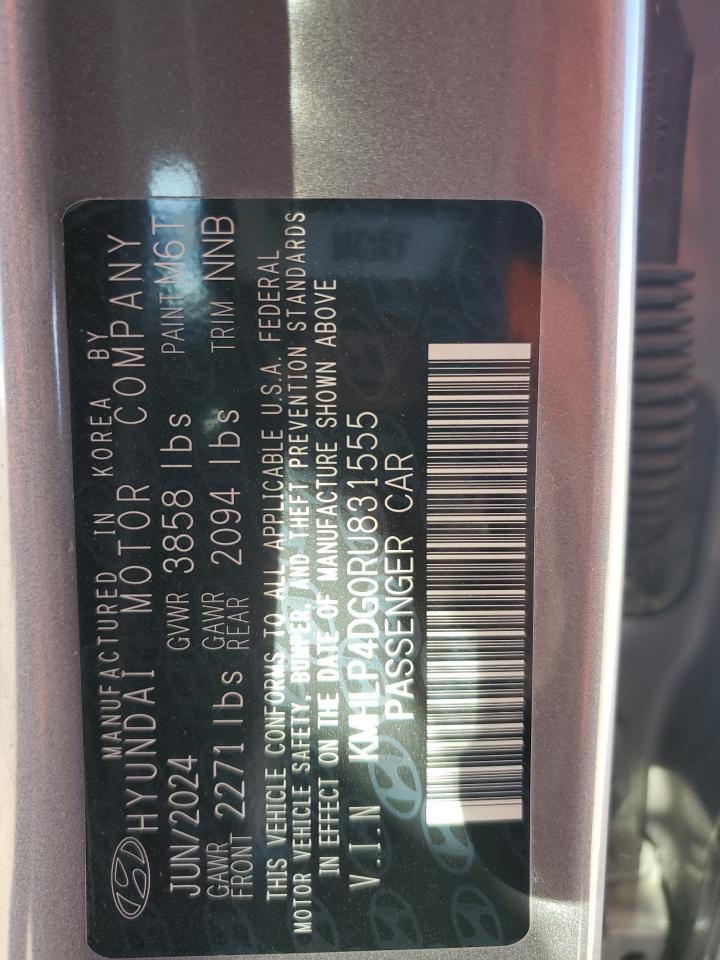 MANUFACTURED IN KOREA BY
HYUNDAI MOTOR COMPANY
JUN/2024 GVWR 3858 lbs PAINT M6T
GAWR FRONT 2271 lbs GAWR REAR 2094 lbs TRIM NNB
THIS VEHICLE CONFORMS TO ALL APPLICABLE U.S.A. FEDERAL
MOTOR VEHICLE SAFETY, BUMPER, AND THEFT PREVENTION STANDARDS
IN EFFECT ON THE DATE OF MANUFACTURE SHOWN ABOVE
V.I.N KMHLP4DG0RU831555
PASSENGER CAR